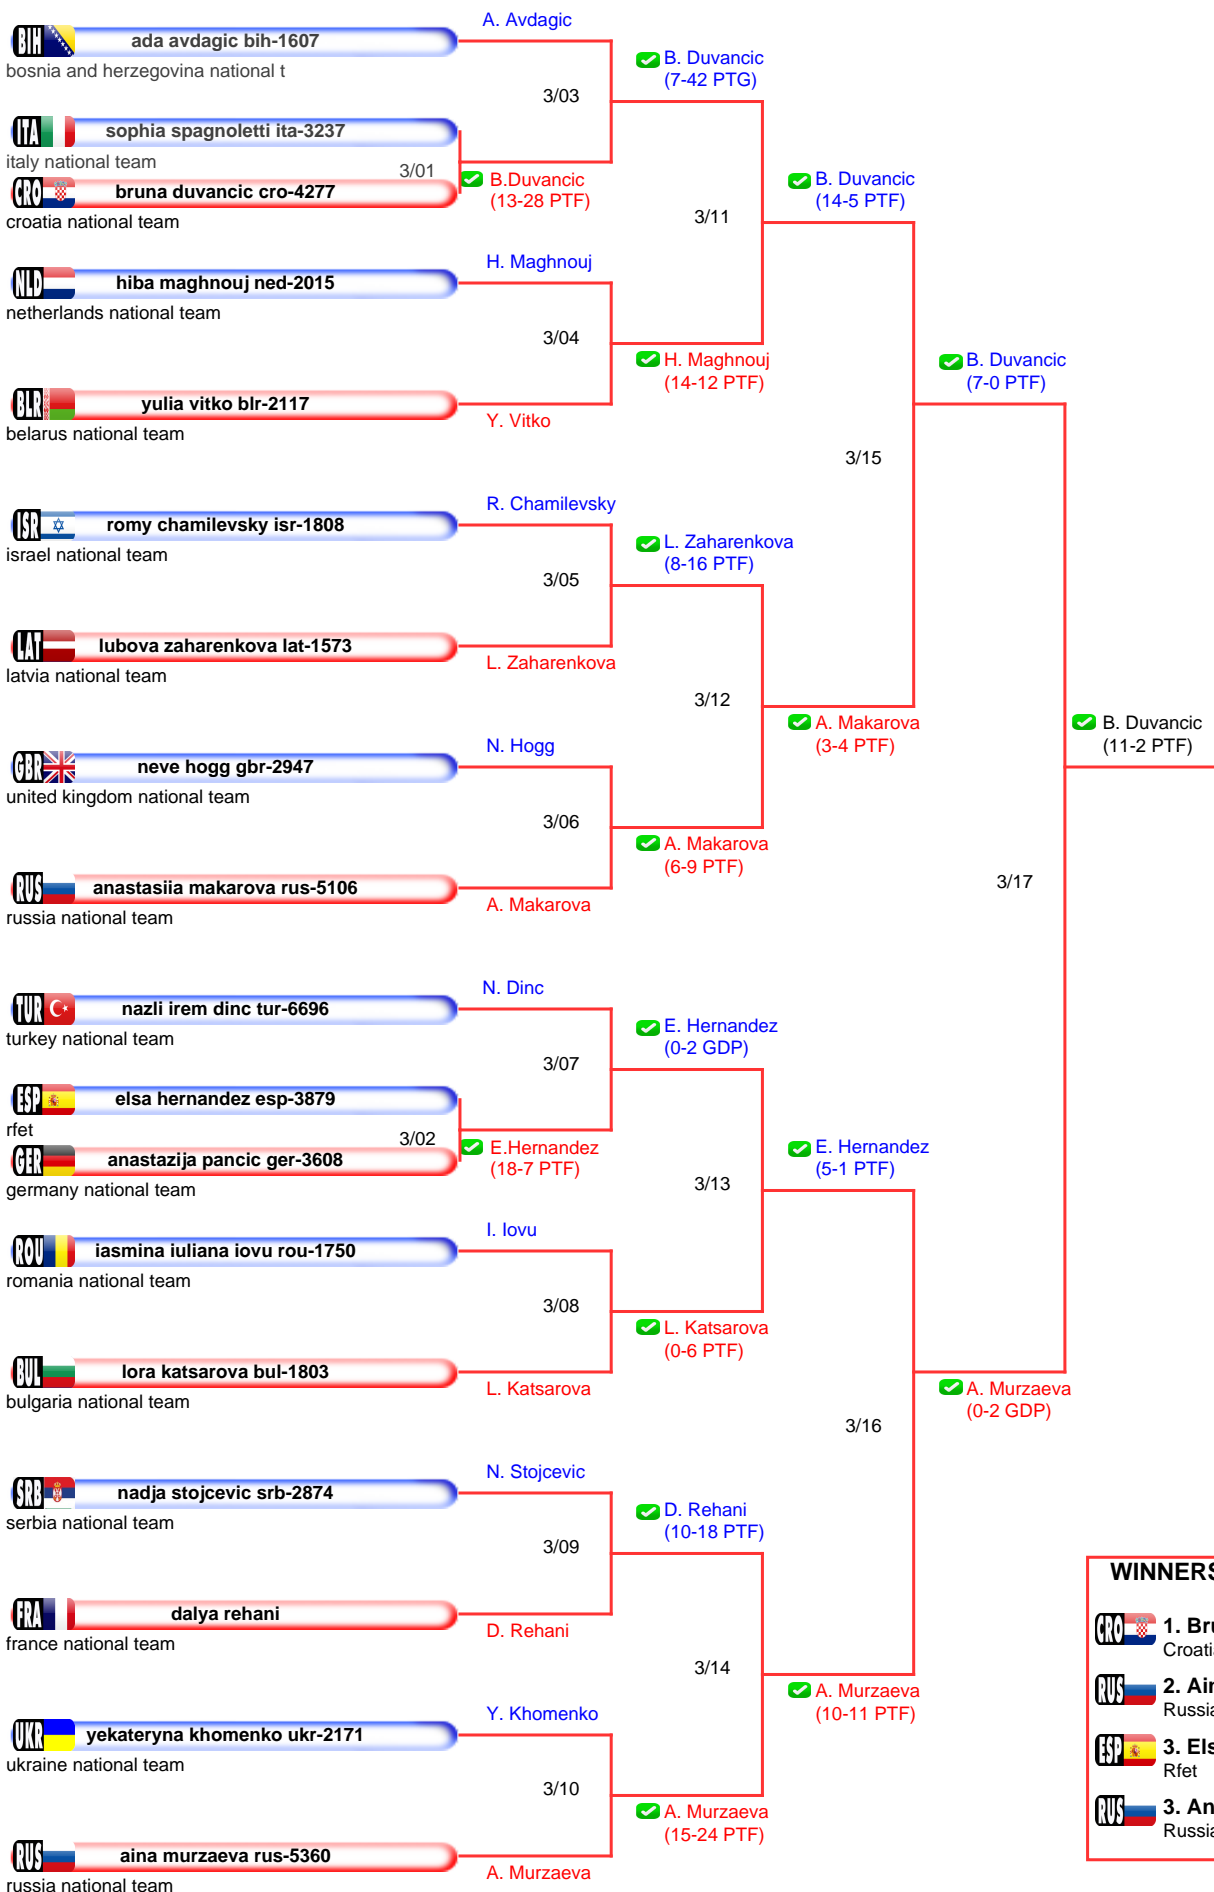 A. Avdagic
BIH ada avdagic bih-1607
bosnia and herzegovina national t
B. Duvancic
(7-42 PTG)
3/03
ITA sophia spagnoletti ita-3237
italy national team
3/01
CRO bruna duvancic cro-4277
croatia national team
B.Duvancic
(13-28 PTF)
B. Duvancic
(14-5 PTF)
3/11
H. Maghnouj
NLD hiba maghnouj ned-2015
netherlands national team
3/04
H. Maghnouj
(14-12 PTF)
B. Duvancic
(7-0 PTF)
BLR yulia vitko blr-2117
belarus national team
Y. Vitko
3/15
R. Chamilevsky
ISR romy chamilevsky isr-1808
israel national team
L. Zaharenkova
(8-16 PTF)
3/05
LAT lubova zaharenkova lat-1573
latvia national team
L. Zaharenkova
3/12
A. Makarova
(3-4 PTF)
B. Duvancic
(11-2 PTF)
N. Hogg
GBR neve hogg gbr-2947
united kingdom national team
3/06
A. Makarova
(6-9 PTF)
RUS anastasiia makarova rus-5106
russia national team
A. Makarova
3/17
N. Dinc
TUR nazli irem dinc tur-6696
turkey national team
E. Hernandez
(0-2 GDP)
3/07
ESP elsa hernandez esp-3879
rfet
3/02
GER anastazija pancic ger-3608
germany national team
E.Hernandez
(18-7 PTF)
E. Hernandez
(5-1 PTF)
3/13
I. Iovu
ROU iasmina iuliana iovu rou-1750
romania national team
3/08
L. Katsarova
(0-6 PTF)
BUL lora katsarova bul-1803
bulgaria national team
L. Katsarova
A. Murzaeva
(0-2 GDP)
3/16
N. Stojcevic
SRB nadja stojcevic srb-2874
serbia national team
D. Rehani
(10-18 PTF)
3/09
FRA dalya rehani
france national team
D. Rehani
3/14
A. Murzaeva
(10-11 PTF)
Y. Khomenko
UKR yekateryna khomenko ukr-2171
ukraine national team
3/10
A. Murzaeva
(15-24 PTF)
RUS aina murzaeva rus-5360
russia national team
A. Murzaeva
WINNERS
CRO 1. Bru
Croati
RUS 2. Ain
Russia
ESP 3. Els
Rfet
RUS 3. An
Russia